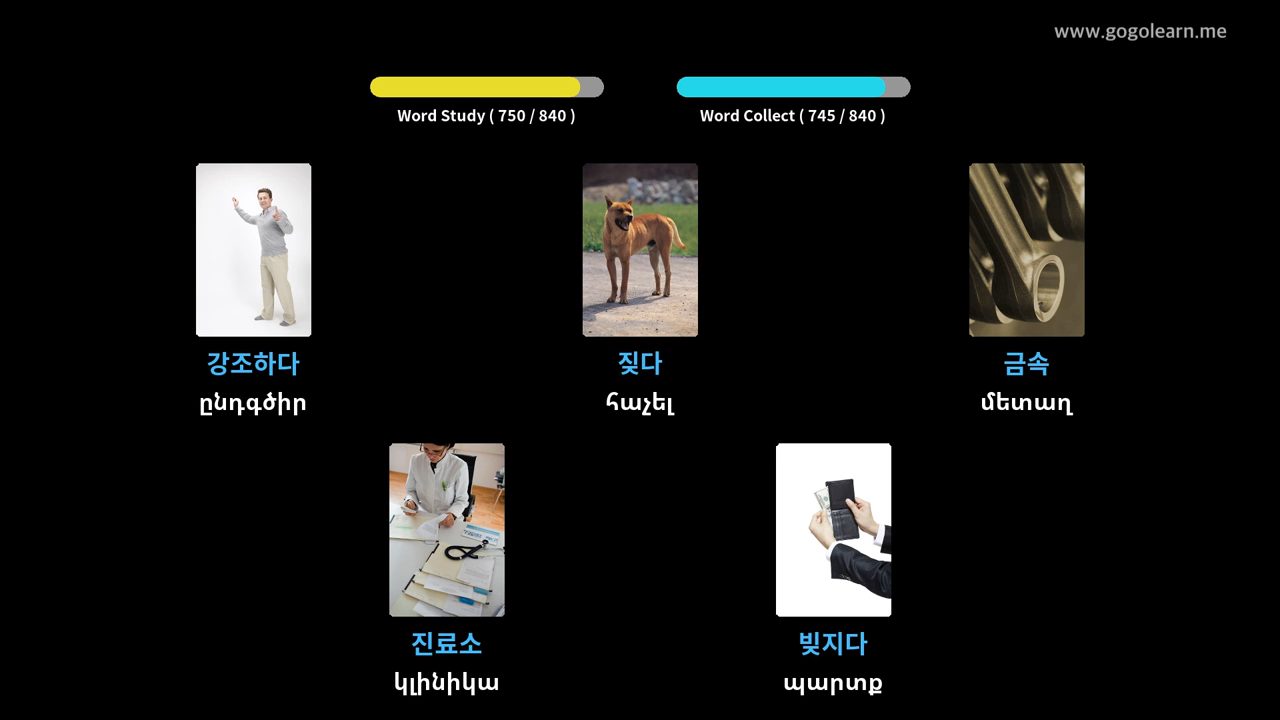 www.gogolearn.me
Word Study ( 750 / 840 )
Word Collect ( 745 / 840 )
강조하다
ընդգծիր
짖다
հաչել
금속
մետաղ
진료소
կլինիկա
빚지다
պարտք